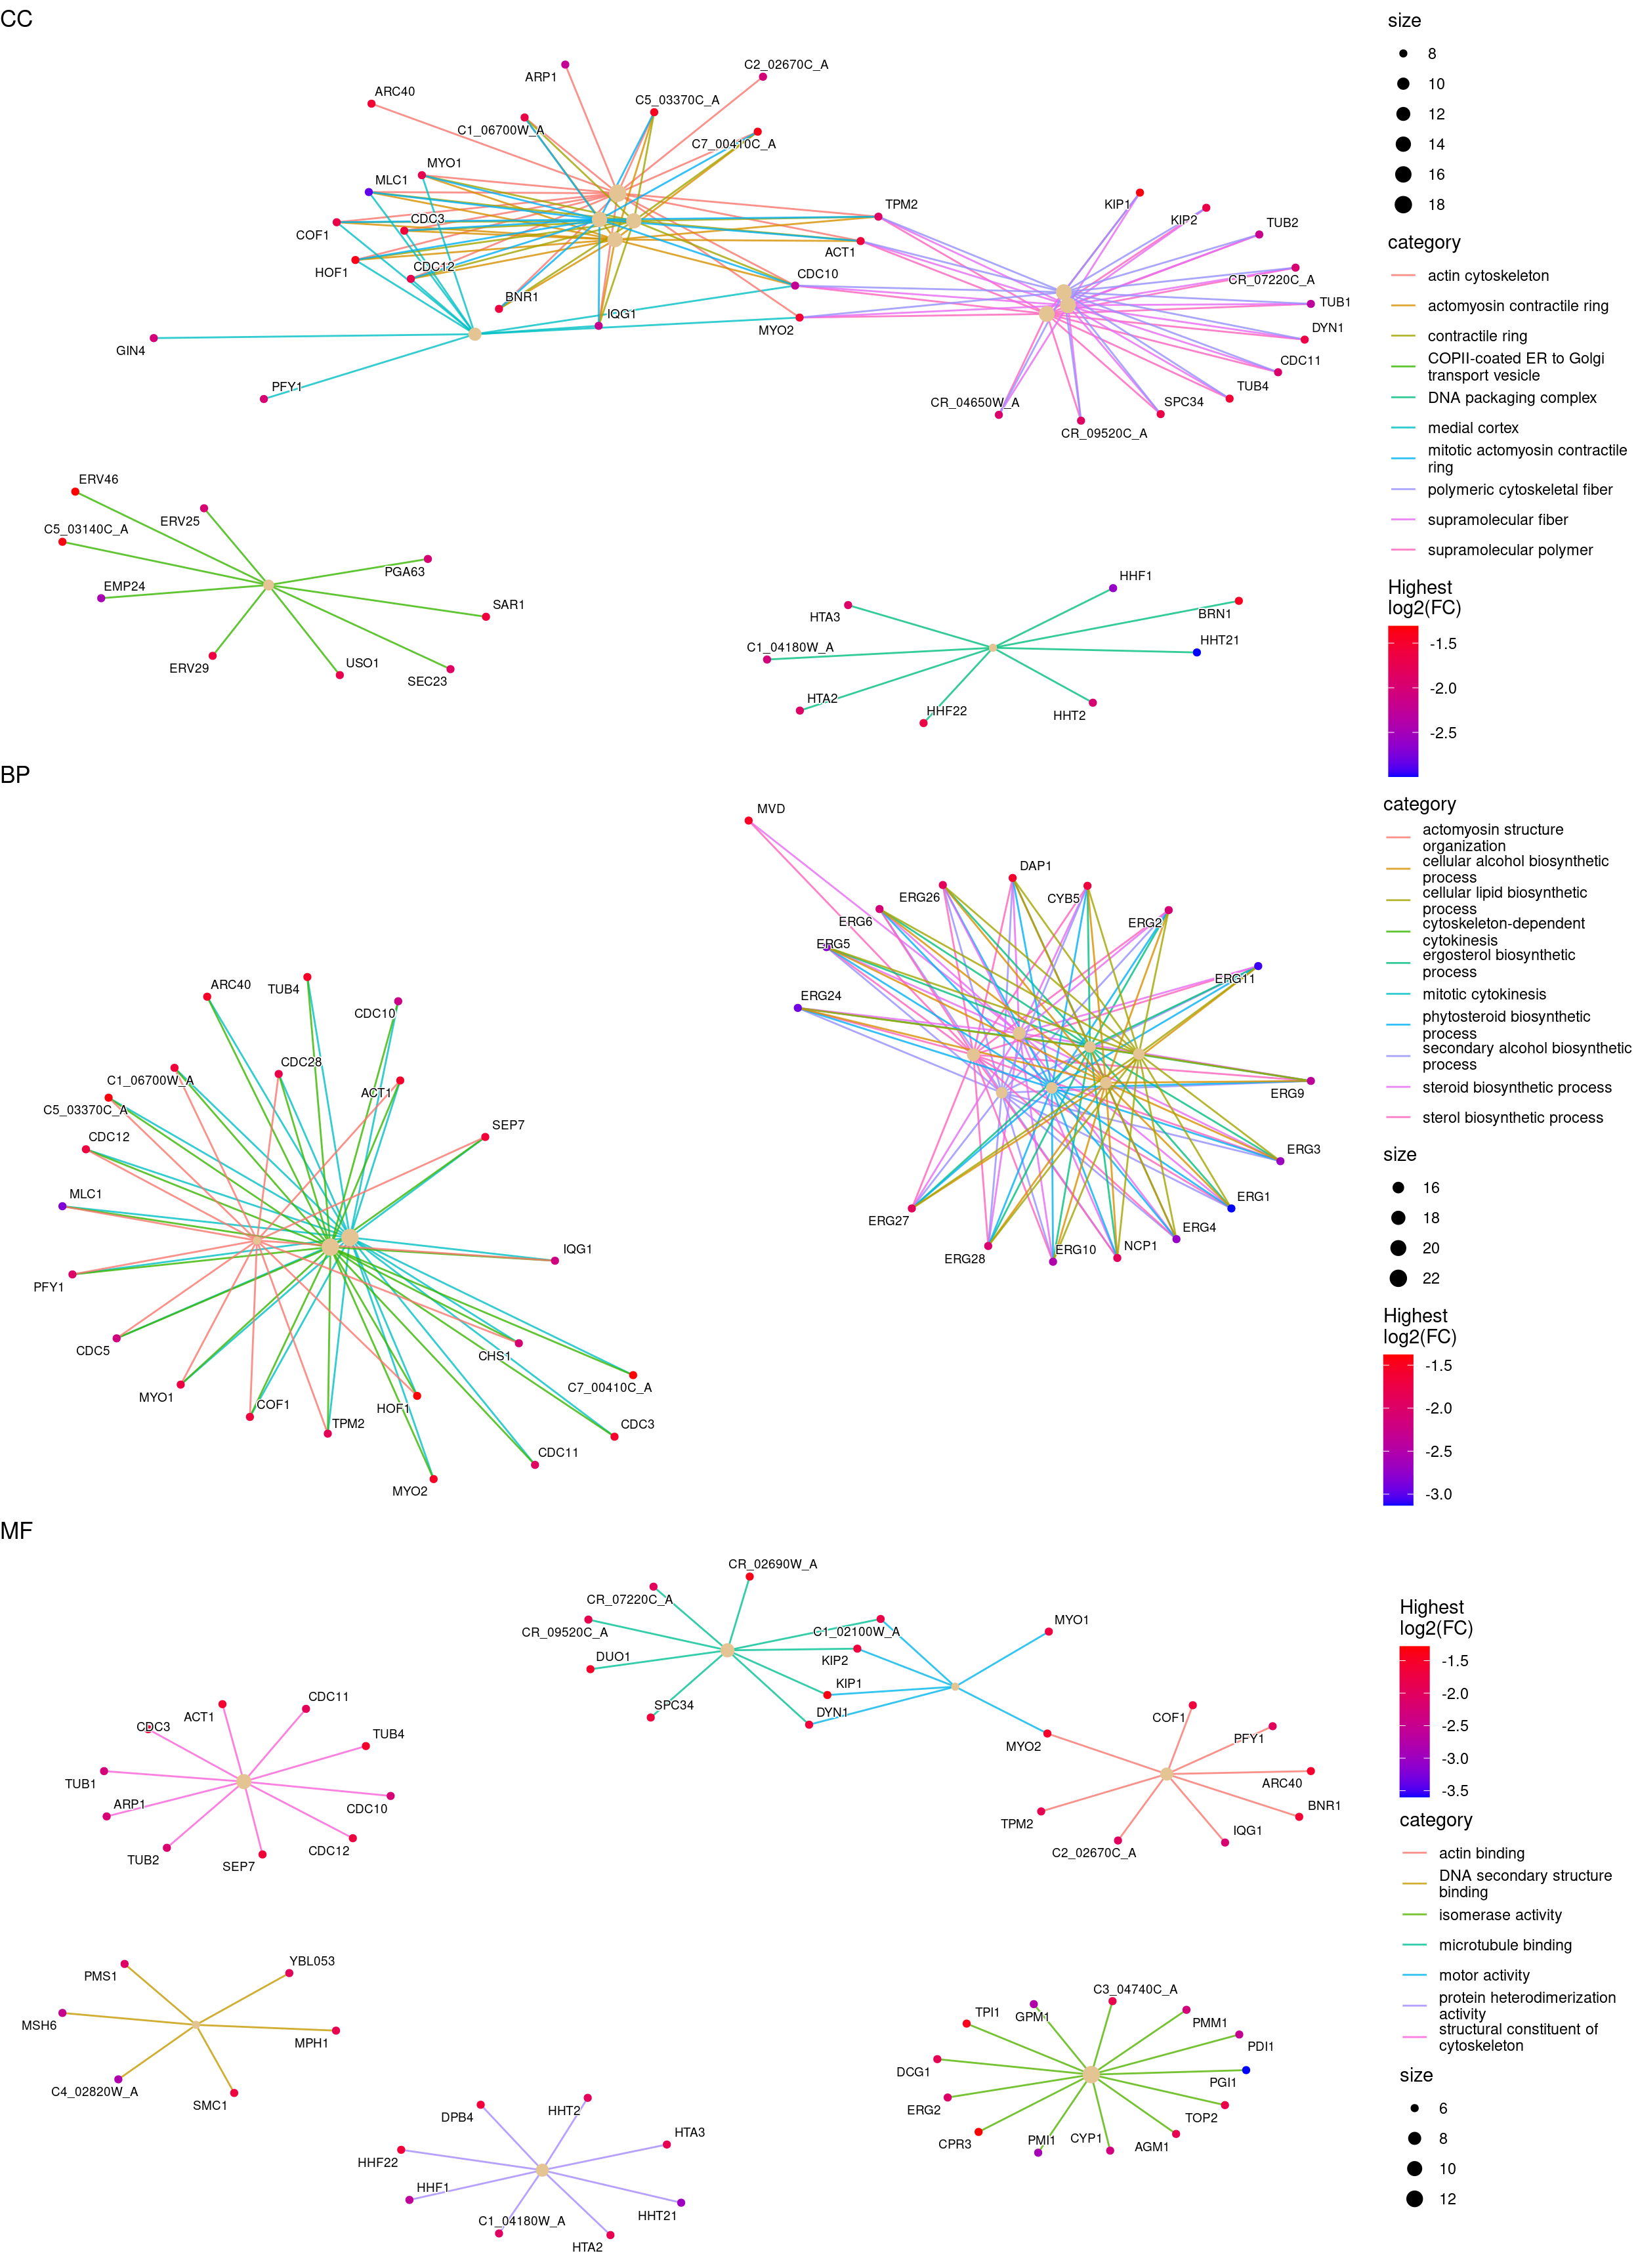 CC
ARP1
C2_02670C_A
ARC40
C5_03370C_A
C1_06700W_A
C7_00410C_A
MYO1
MLC1
CDC3
COF1
TPM2
KIP1
KIP2
TUB2
ACT1
HOF1
CDC12
CDC10
CR_07220C_A
BNR1
IQG1
TUB1
MYO2
DYN1
GIN4
CDC11
PFY1
TUB4
CR_04650W_A
SPC34
CR_09520C_A
ERV46
ERV25
C5_03140C_A
PGA63
EMP24
SAR1
ERV29
USO1
SEC23
HHF1
HTA3
BRN1
C1_04180W_A
HHT21
HTA2
HHF22
HHT2
size
8
10
12
14
16
18
category
actin cytoskeleton
actomyosin contractile ring
contractile ring
COPII-coated ER to Golgi
transport vesicle
DNA packaging complex
medial cortex
mitotic actomyosin contractile
ring
polymeric cytoskeletal fiber
supramolecular fiber
supramolecular polymer
Highest
log2(FC)
-1.5
-2.0
-2.5
BP
MVD
DAP1
ERG26
CYB5
ERG6
ERG2
ERG5
ERG11
ERG24
ERG9
ERG3
ERG1
ERG27
ERG4
ERG28
ERG10
NCP1
ARC40
TUB4
CDC10
CDC28
C1_06700W_A
ACT1
C5_03370C_A
SEP7
CDC12
MLC1
IQG1
PFY1
CDC5
CHS1
C7_00410C_A
MYO1
COF1
HOF1
TPM2
CDC3
CDC11
MYO2
category
actomyosin structure
organization
cellular alcohol biosynthetic
process
cellular lipid biosynthetic
process
cytoskeleton-dependent
cytokinesis
ergosterol biosynthetic
process
mitotic cytokinesis
phytosteroid biosynthetic
process
secondary alcohol biosynthetic
process
steroid biosynthetic process
sterol biosynthetic process
size
16
18
20
22
Highest
log2(FC)
-1.5
-2.0
-2.5
-3.0
MF
CR_02690W_A
CR_07220C_A
CR_09520C_A
C1_02100W_A
MYO1
DUO1
KIP2
KIP1
SPC34
DYN1
MYO2
CDC11
ACT1
CDC3
TUB4
TUB1
ARP1
CDC10
TUB2
SEP7
CDC12
COF1
PFY1
ARC40
BNR1
TPM2
IQG1
C2_02670C_A
PMS1
YBL053
MSH6
MPH1
C4_02820W_A
SMC1
DPB4
HHT2
HTA3
HHF22
HHF1
C1_04180W_A
HHT21
HTA2
C3_04740C_A
TPI1
GPM1
PMM1
PDI1
DCG1
PGI1
ERG2
TOP2
CPR3
PMI1
CYP1
AGM1
Highest
log2(FC)
-1.5
-2.0
-2.5
-3.0
-3.5
category
actin binding
DNA secondary structure
binding
isomerase activity
microtubule binding
motor activity
protein heterodimerization
activity
structural constituent of
cytoskeleton
size
6
8
10
12